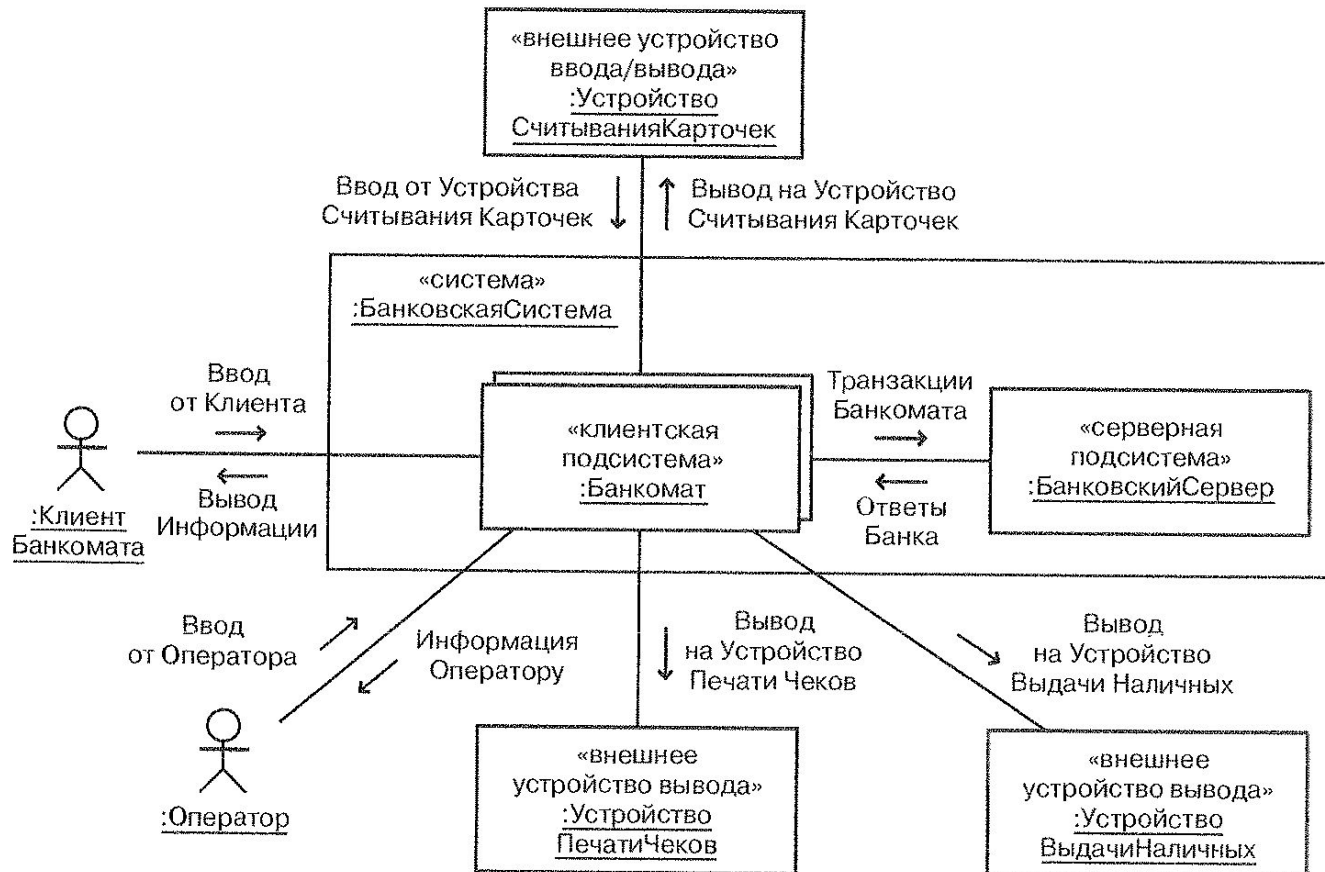 «внешнее устройство
ввода/вывода»
:Устройство
СчитыванияКарточек
Ввод от Устройства
Считывания Карточек
Вывод на Устройство
Считывания Карточек
«система»
:БанковскаяСистема
Ввод
от Клиента
Вывод
Информации
:Клиент
Банкомата
«клиентская
подсистема»
:Банкомат
Транзакции
Банкомата
Ответы
Банка
«серверная
подсистема»
:БанковскийСервер
Ввод
от Оператора
Информация
Оператору
Вывод
на Устройство
Печати Чеков
Вывод
на Устройство
Выдачи Наличных
:Оператор
«внешнее
устройство вывода»
:Устройство
ПечатиЧеков
«внешнее
устройство вывода»
:Устройство
ВыдачиНаличных